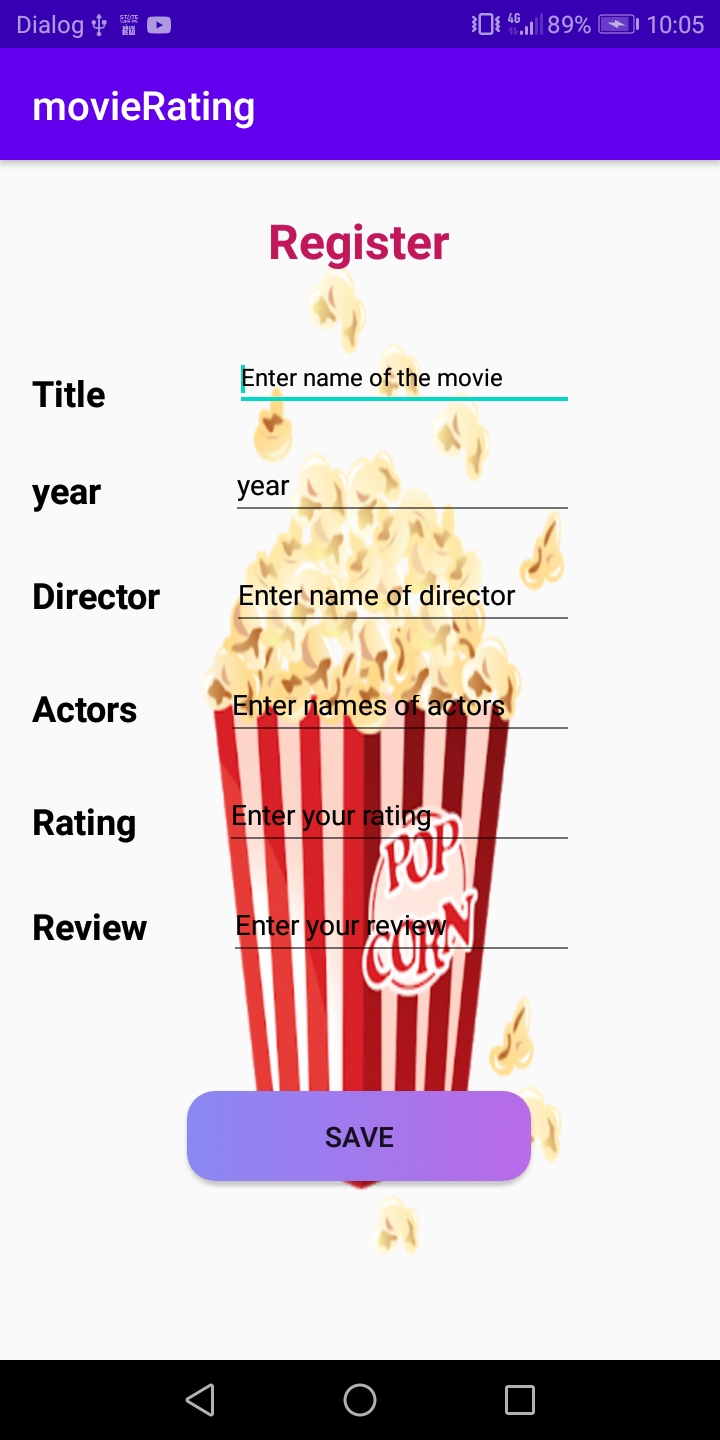 Dialog 4G 89% 10:05
movieRating
Register
Title Enter name of the movie
year year
Director Enter name of director
Actors Enter names of actors
Rating Enter your rating
POP
Review Enter your review
CORN
SAVE